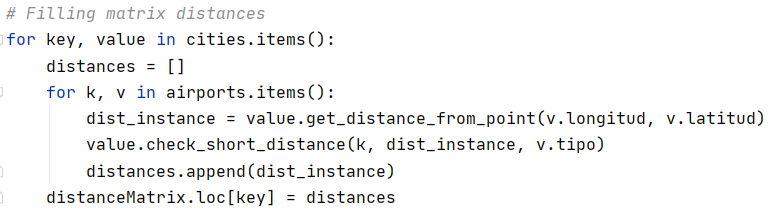 # Filling matrix distances
for key, value in cities.items():
    distances = []
    for k, v in airports.items():
        dist_instance = value.get_distance_from_point(v.longitud, v.latitud)
        value.check_short_distance(k, dist_instance, v.tipo)
        distances.append(dist_instance)
    distanceMatrix.loc[key] = distances